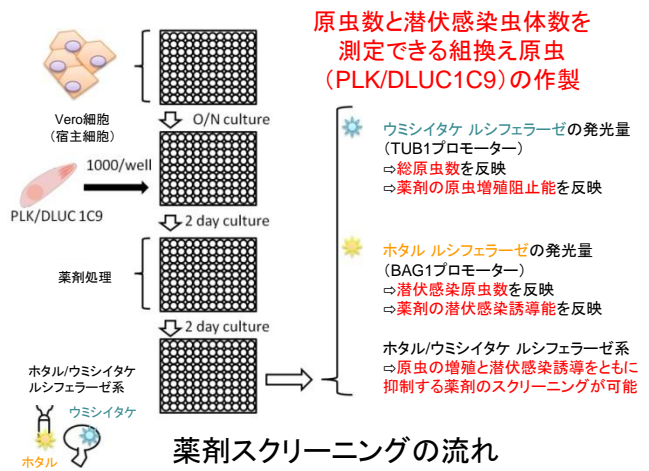 原虫数と潜伏感染虫体数を
測定できる組換え原虫
（PLK/DLUC1C9）の作製
Vero細胞
（宿主細胞）
O/N culture
1000/well
PLK/DLUC 1C9
2 day culture
薬剤処理
2 day culture
ホタル/ウミシイタケ
ルシフェラーゼ系
ウミシイタケ
ホタル
ウミシイタケ ルシフェラーゼの発光量
（TUB1プロモーター）
⇨総原虫数を反映
⇨薬剤の原虫増殖阻止能を反映
ホタル ルシフェラーゼの発光量
（BAG1プロモーター）
⇨潜伏感染原虫数を反映
⇨薬剤の潜伏感染誘導能を反映
ホタル/ウミシイタケ ルシフェラーゼ系
⇨原虫の増殖と潜伏感染誘導をともに
抑制する薬剤のスクリーニングが可能
薬剤スクリーニングの流れ